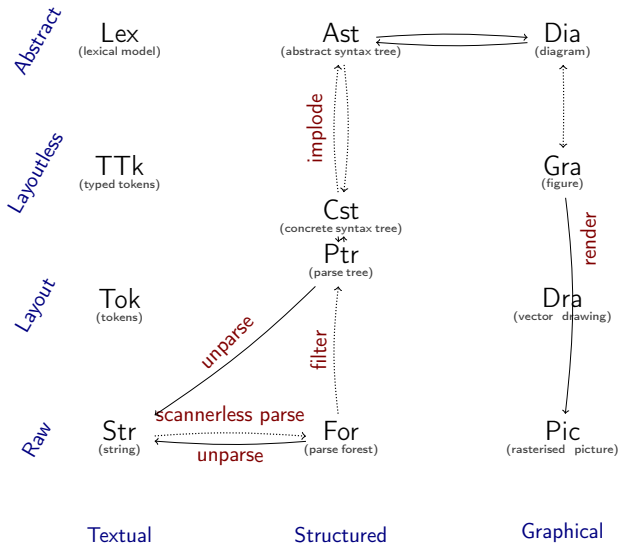 Abstract
Lex
(lexical model)
Ast
(abstract syntax tree)
Dia
(diagram)
implode
Layoutless
TTk
(typed tokens)
Gra
(figure)
Cst
(concrete syntax tree)
render
Ptr
(parse tree)
Layout
Tok
(tokens)
Dra
(vector drawing)
unparse
filter
scannerless parse
Raw
Str
(string)
For
(parse forest)
Pic
(rasterised picture)
unparse
Textual
Structured
Graphical